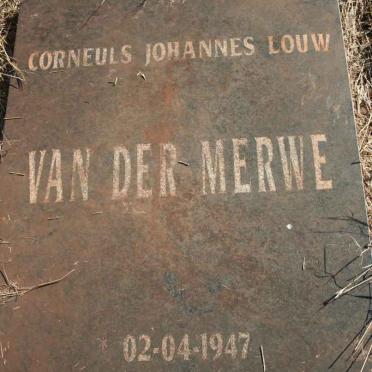 CORNEULS JOHANNES LOUW
VAN DER MERWE
* 02-04-1947